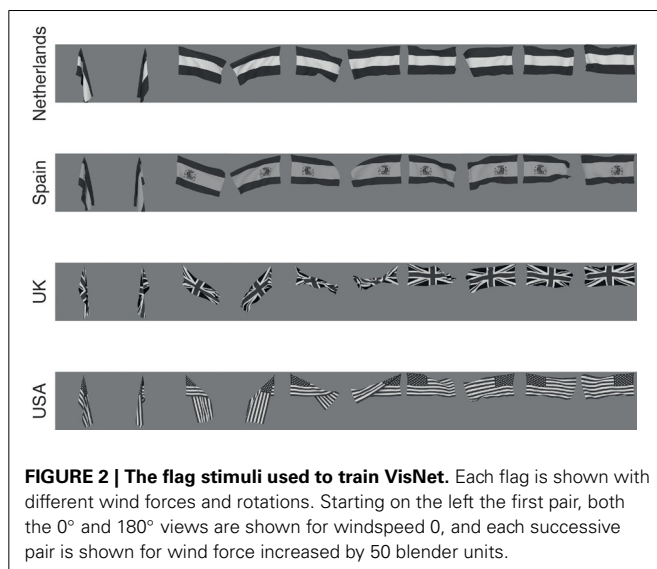 Netherlands
Spain
UK
USA
FIGURE 2 | The flag stimuli used to train VisNet. Each flag is shown with
different wind forces and rotations. Starting on the left the first pair, both
the 0° and 180° views are shown for windspeed 0, and each successive
pair is shown for wind force increased by 50 blender units.